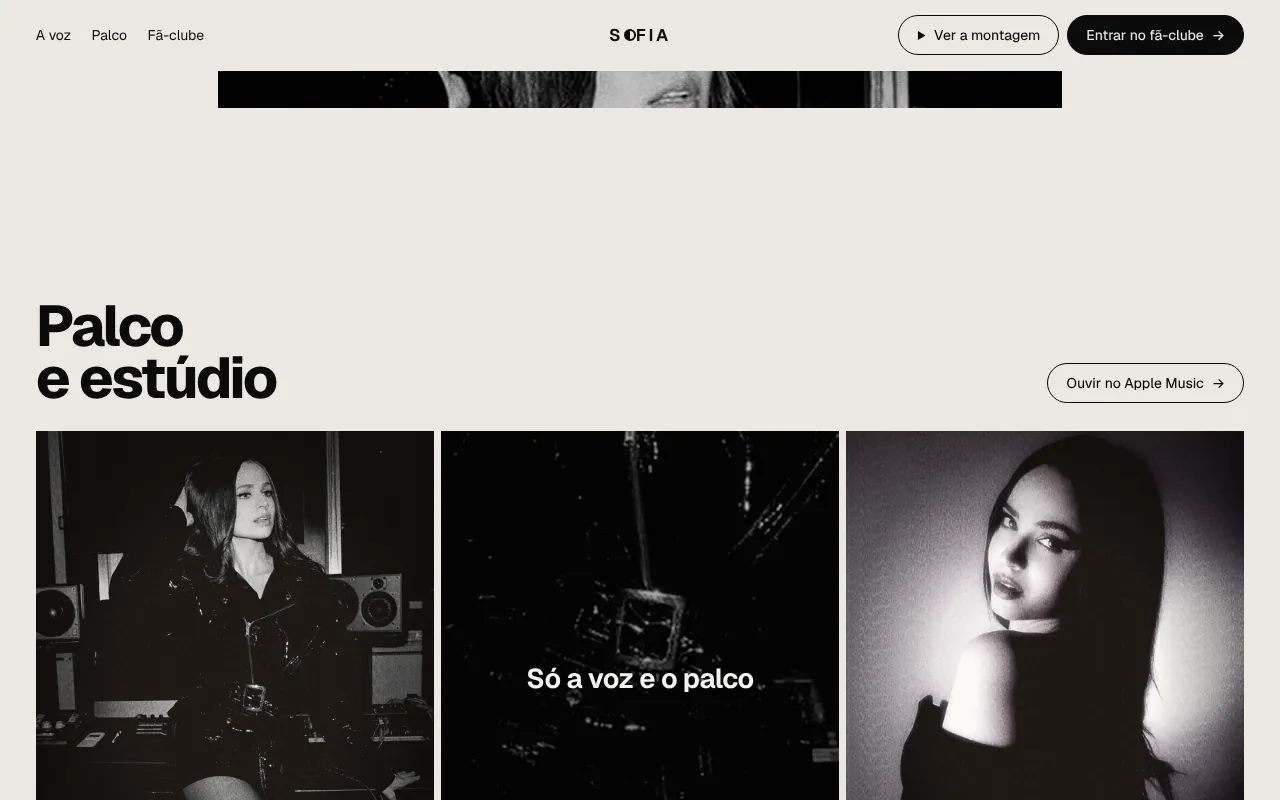 A voz
Palco
Fã-clube
SOFIA
Ver a montagem
Entrar no fã-clube →
Palco
e estúdio
Ouvir no Apple Music →
Só a voz e o palco